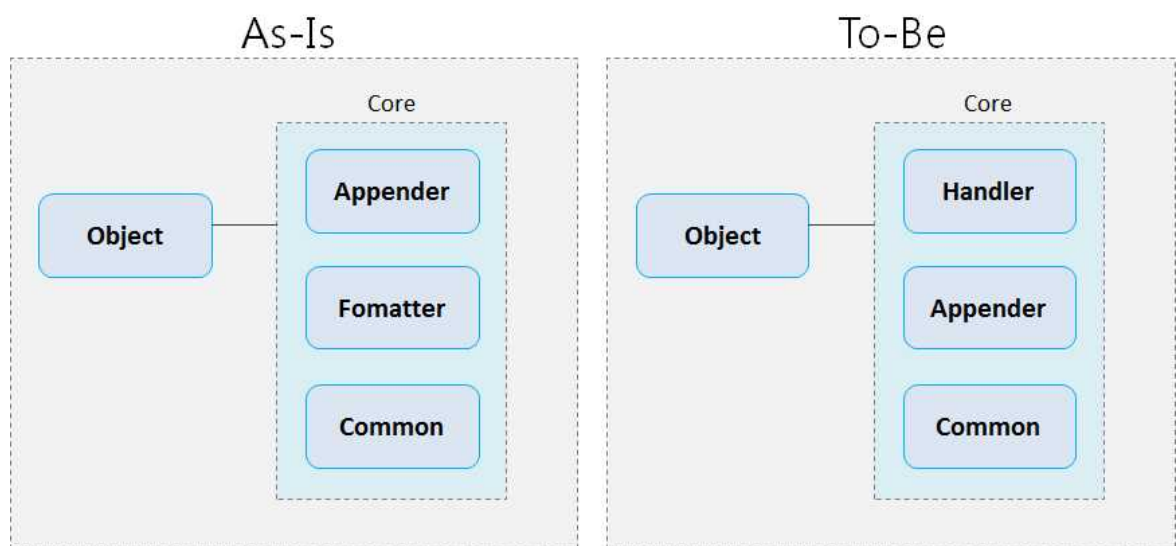 As-Is
To-Be
Core
Appender
Object
Fomatter
Common
Core
Handler
Object
Appender
Common